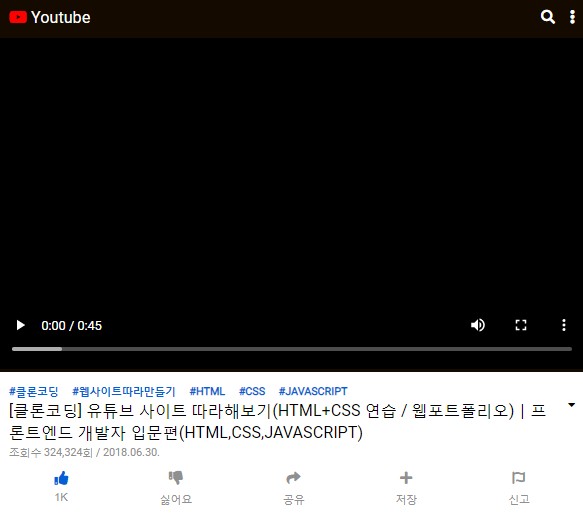 Youtube
0:00 / 0:45
#클론코딩 #웹사이트따라만들기 #HTML #CSS #JAVASCRIPT
[클론코딩] 유튜브 사이트 따라해보기(HTML+CSS 연습 / 웹포트폴리오) | 프
론트엔드 개발자 입문편(HTML,CSS,JAVASCRIPT)
조회수 324,324회 / 2018.06.30.
1K 싫어요 공유 저장 신고